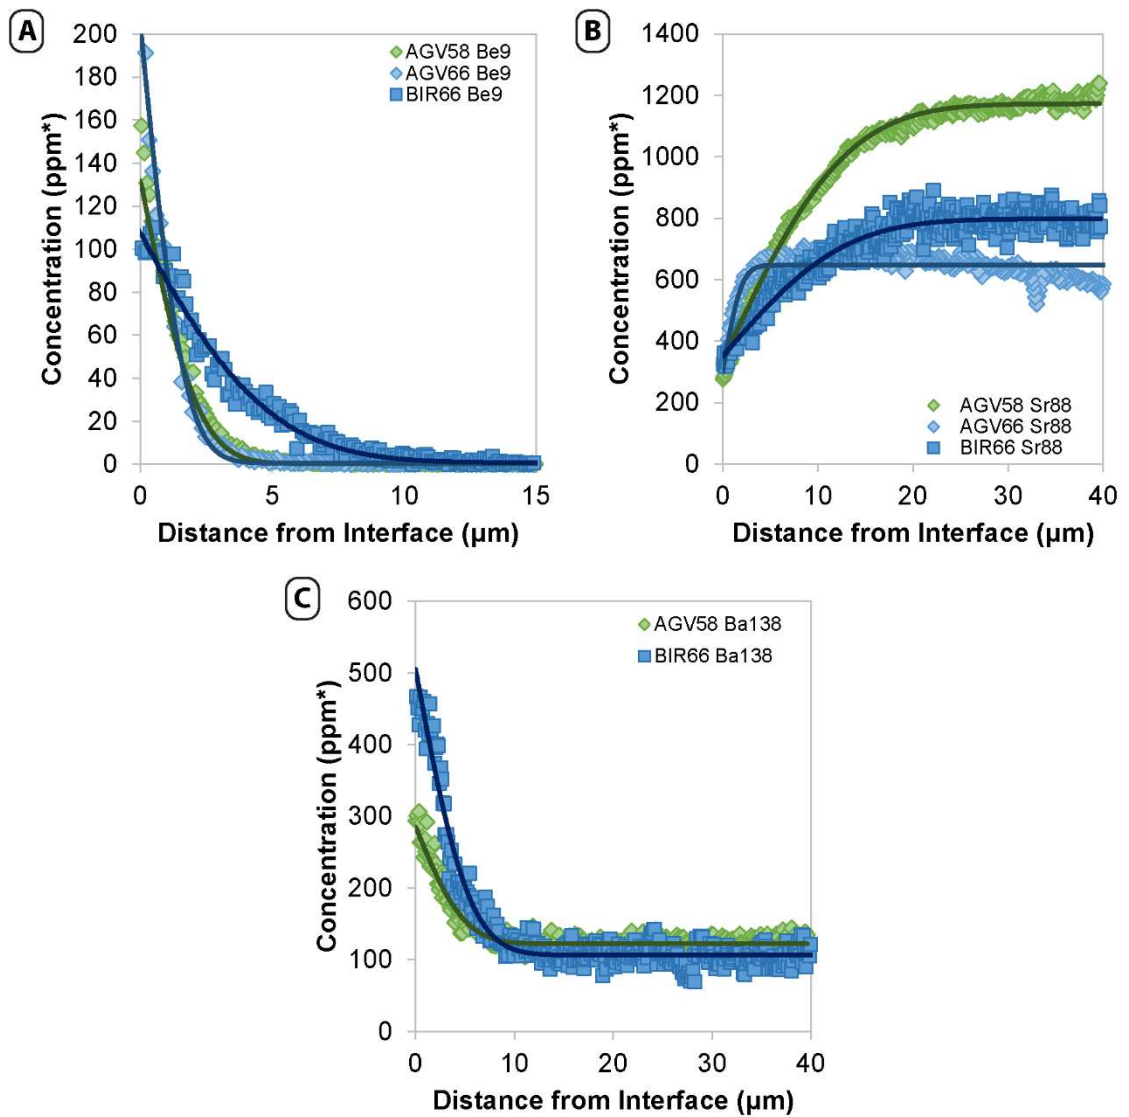 A
200
180
160
140
120
100
80
60
40
20
0
Concentration (ppm*)
AGV58 Be9
AGV66 Be9
BIR66 Be9
0 5 10 15
Distance from Interface (µm)
B
1400
1200
1000
800
600
400
200
0
Concentration (ppm*)
AGV58 Sr88
AGV66 Sr88
BIR66 Sr88
0 10 20 30 40
Distance from Interface (µm)
C
600
500
400
300
200
100
0
Concentration (ppm*)
AGV58 Ba138
BIR66 Ba138
0 10 20 30 40
Distance from Interface (µm)